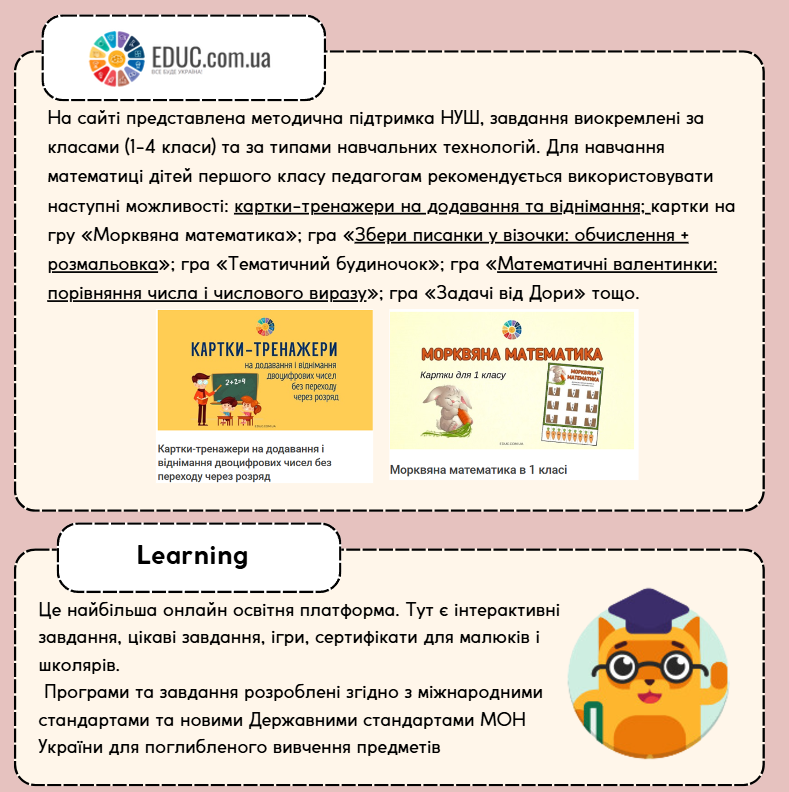 EDUC.com.ua
ВСЕ БУДЕ УКРАЇНА!
На сайті представлена методична підтримка НУШ, завдання виокремлені за
класами (1-4 класи) та за типами навчальних технологій. Для навчання
математиці дітей першого класу педагогам рекомендується використовувати
наступні можливості: картки-тренажери на додавання та віднімання; картки на
гру «Морквяна математика»; гра «Збери писанки у візочки: обчислення +
розмальовка»; гра «Тематичний будиночок»; гра «Математичні валентинки:
порівняння числа і числового виразу»; гра «Задачі від Дори» тощо.
КАРТКИ-ТРЕНАЖЕРИ
на додавання і віднімання
двоцифрових чисел
без переходу
через розряд
2+2=4
EDUC.COM.UA
Картки-тренажери на додавання і
віднімання двоцифрових чисел без
переходу через розряд
МОРКВЯНА МАТЕМАТИКА
Картки для 1 класу
МОРКВЯНА
МАТЕМАТИКА
EDUC.COM.UA
Морквяна математика в 1 класі
Learning
Це найбільша онлайн освітня платформа. Тут є інтерактивні
завдання, цікаві завдання, ігри, сертифікати для малюків і
школярів.
Програми та завдання розроблені згідно з міжнародними
стандартами та новими Державними стандартами МОН
України для поглибленого вивчення предметів